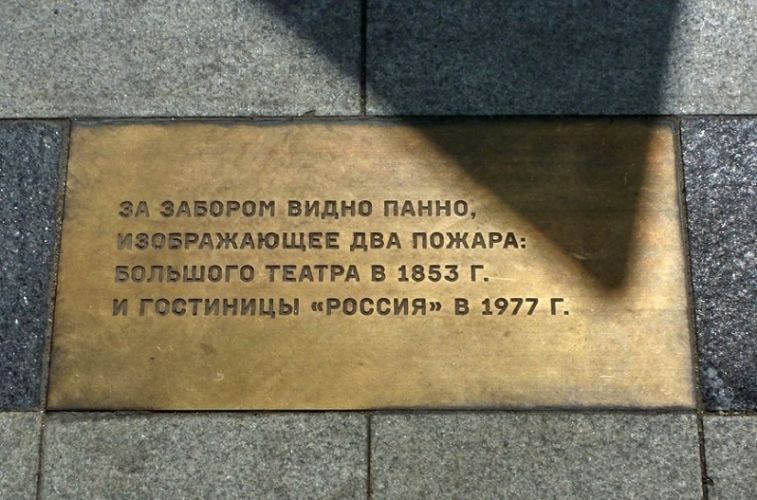 ЗА ЗАБОРОМ ВИДНО ПАННО,
ИЗОБРАЖАЮЩЕЕ ДВА ПОЖАРА:
БОЛЬШОГО ТЕАТРА В 1853 Г.
И ГОСТИНИЦЫ «РОССИЯ» В 1977 Г.